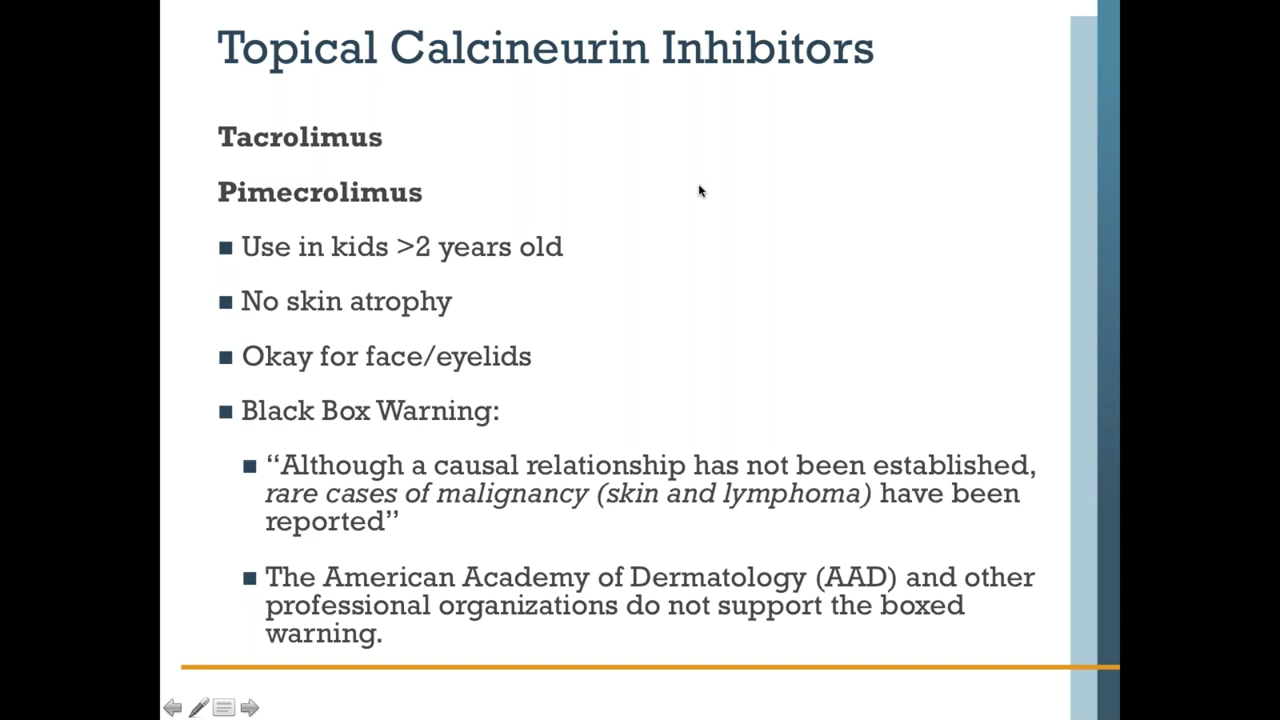 Topical Calcineurin Inhibitors
Tacrolimus
Pimecrolimus
■ Use in kids >2 years old
■ No skin atrophy
■ Okay for face/eyelids
■ Black Box Warning:
■ “Although a causal relationship has not been established,
rare cases of malignancy (skin and lymphoma) have been
reported”
■ The American Academy of Dermatology (AAD) and other
professional organizations do not support the boxed
warning.